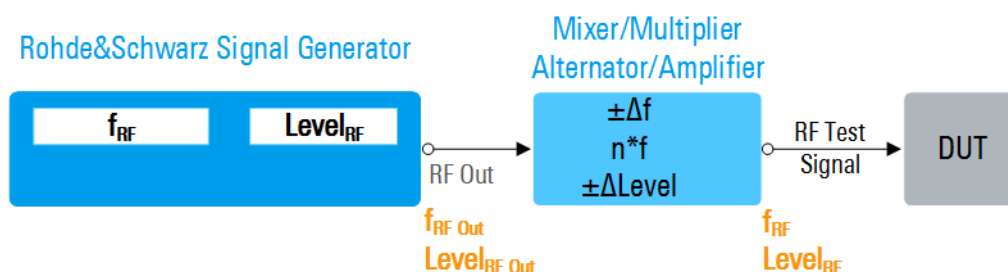 Rohde&Schwarz Signal Generator
Mixer/Multiplier
Alternator/Amplifier
fRF
LevelRF
RF Out
fRF Out
LevelRF Out
±Δf
n*f
±ΔLevel
RF Test
Signal
fRF
LevelRF
DUT